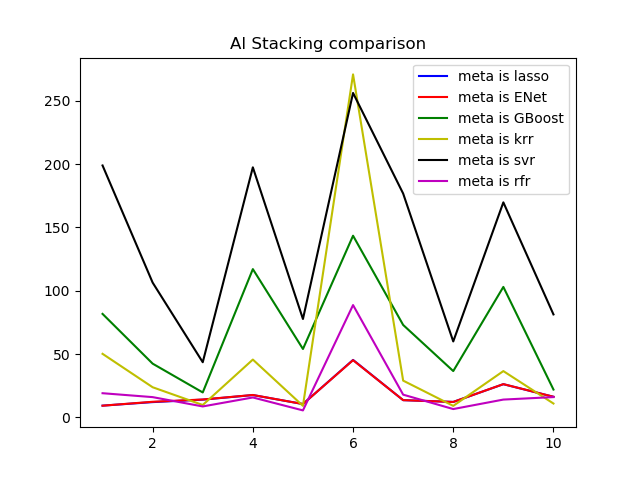 Al Stacking comparison
meta is lasso
meta is ENet
meta is GBoost
meta is krr
meta is svr
meta is rfr
250
200
150
100
50
0
2 4 6 8 10